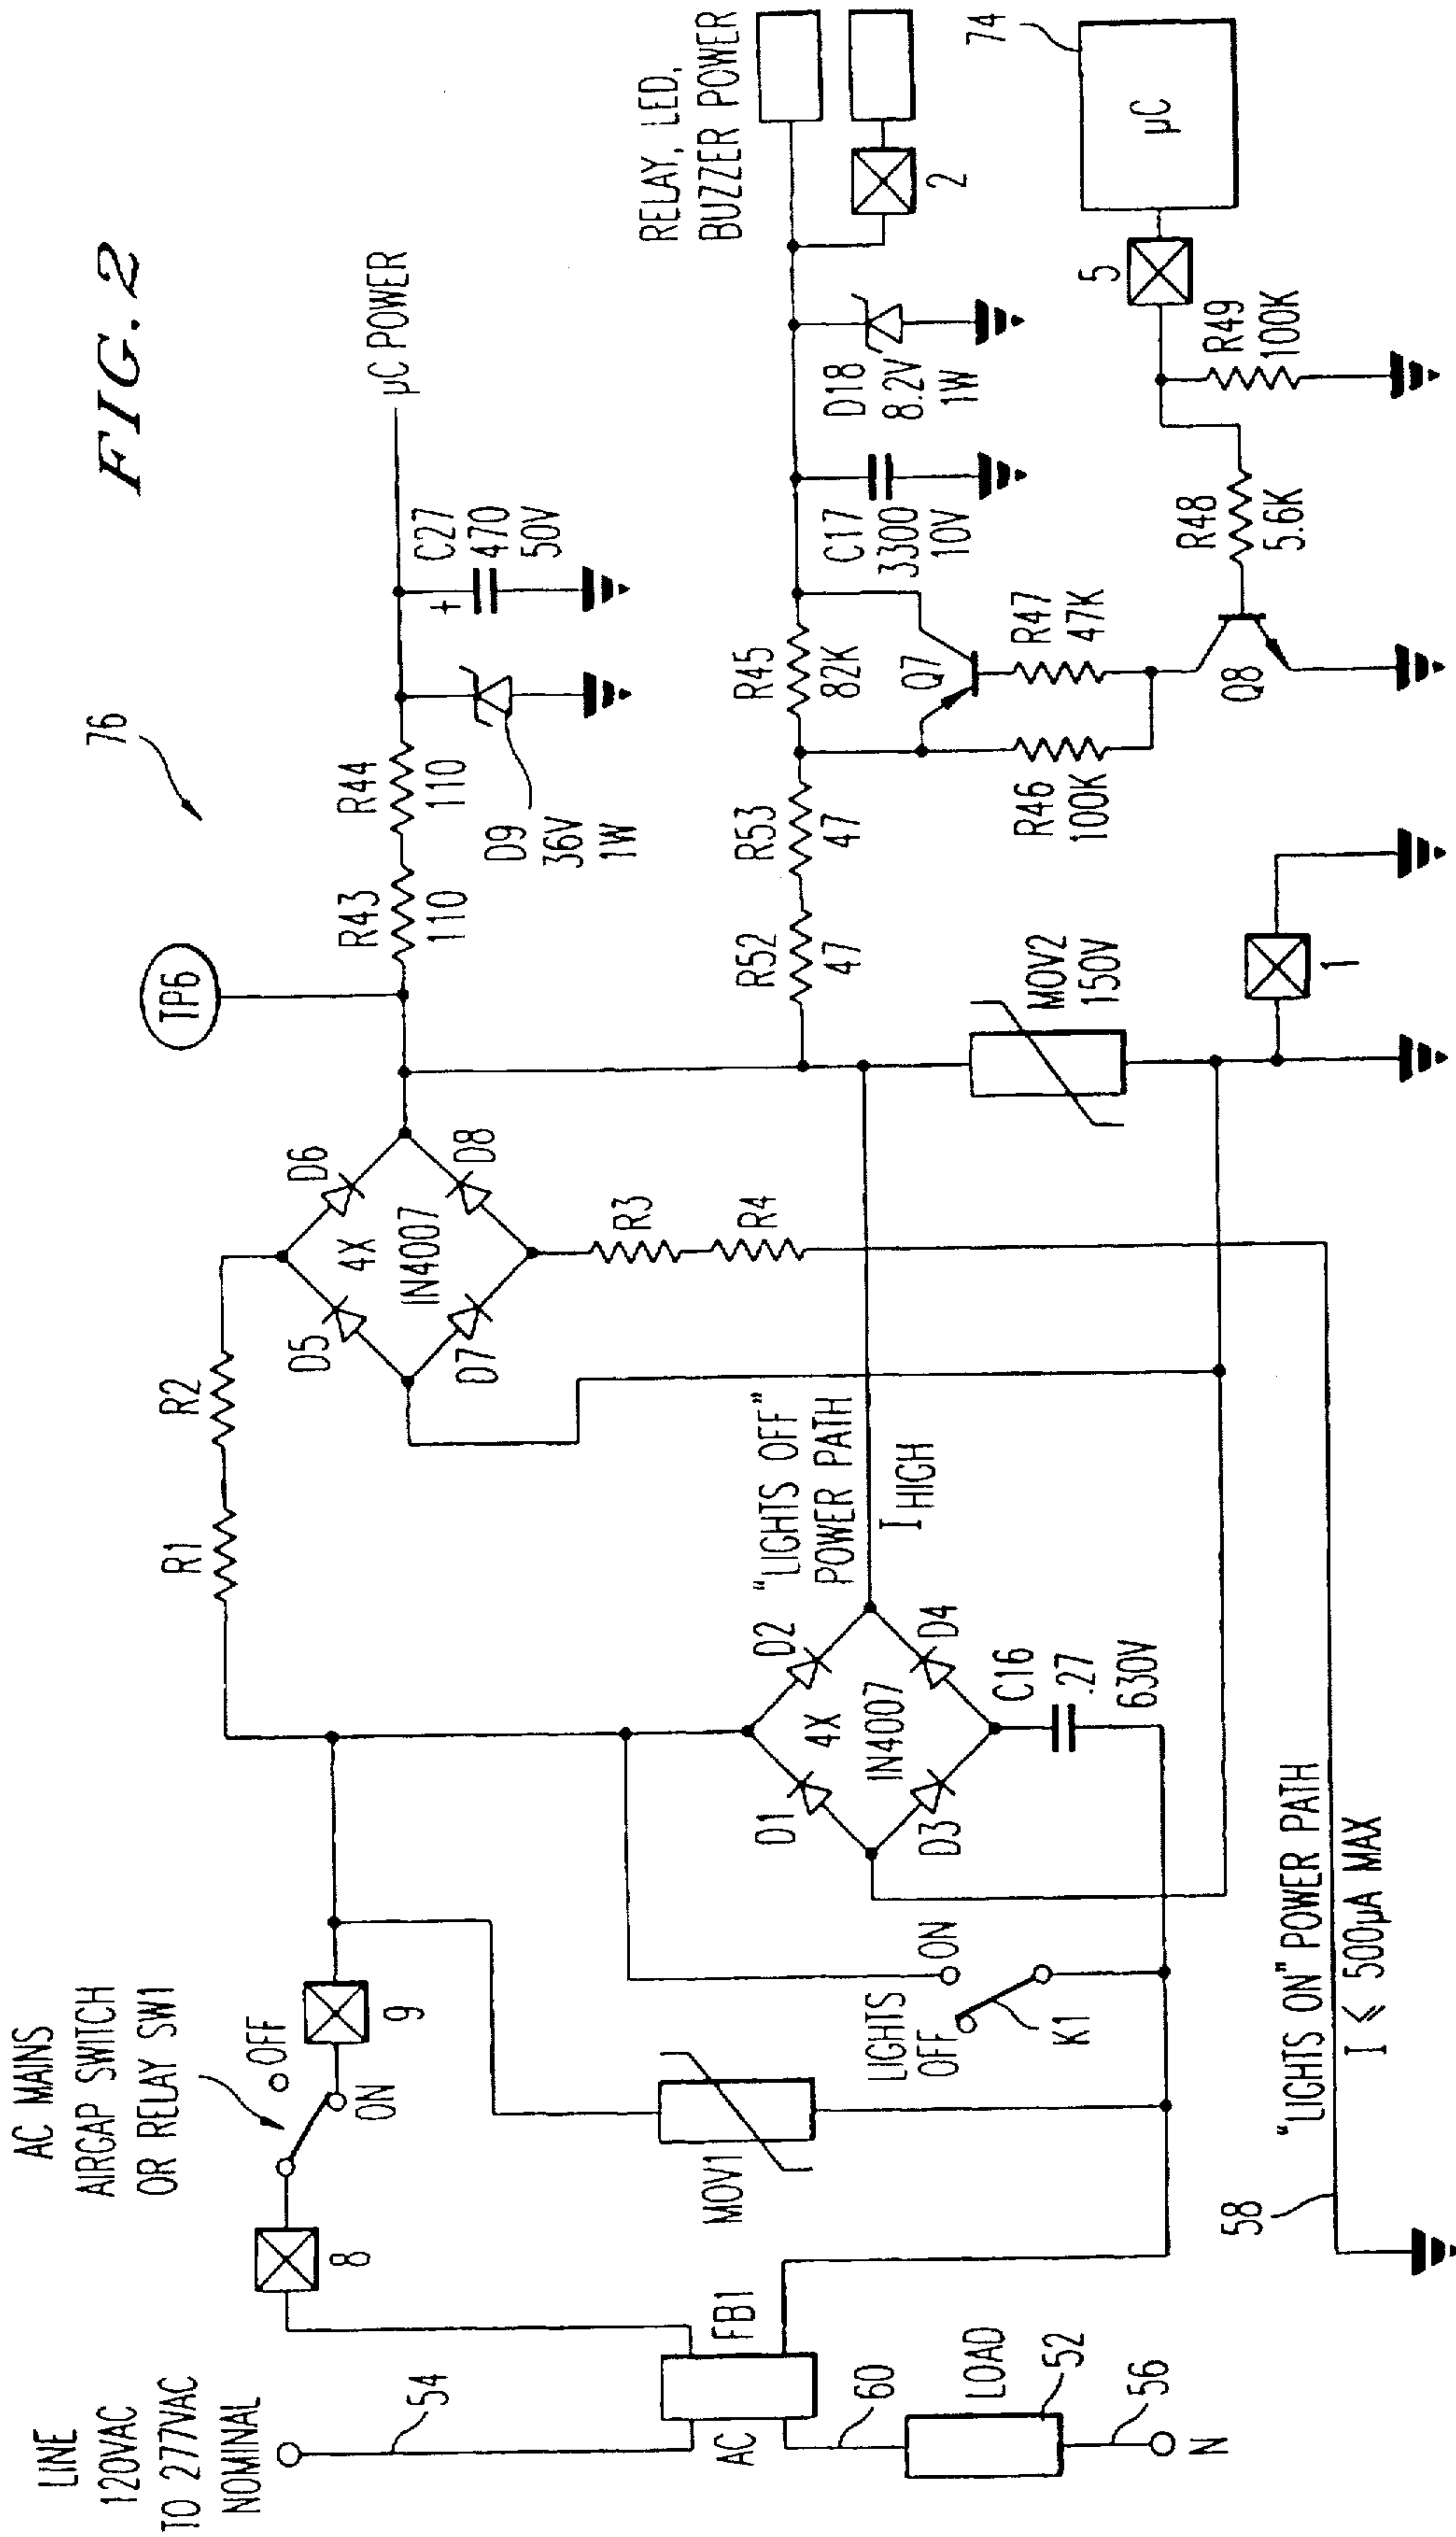 FIG. 2
76
LINE
120VAC
TO 277VAC
NOMINAL
54
AC MAINS
AIRGAP SWITCH
OR RELAY SW1
OFF
ON
8
9
FB1
AC
60
LOAD
52
56
N
MOV1
LIGHTS
OFF
ON
K1
R1
R2
D1
D2
4X
IN4007
D3
D4
C16
.27
630V
"LIGHTS OFF"
POWER PATH
I HIGH
"LIGHTS ON" POWER PATH
I ⩽ 500μA MAX
58
D5
D6
4X
IN4007
D7
D8
R3
R4
TP6
R43
110
R44
110
D9
36V
1W
+
C27
470
50V
μC POWER
MOV2
150V
1
R52
47
R53
47
R45
82K
Q7
R46
100K
R47
47K
Q8
R48
5.6K
R49
100K
C17
3300
10V
D18
8.2V
1W
RELAY, LED,
BUZZER POWER
2
5
μC
74